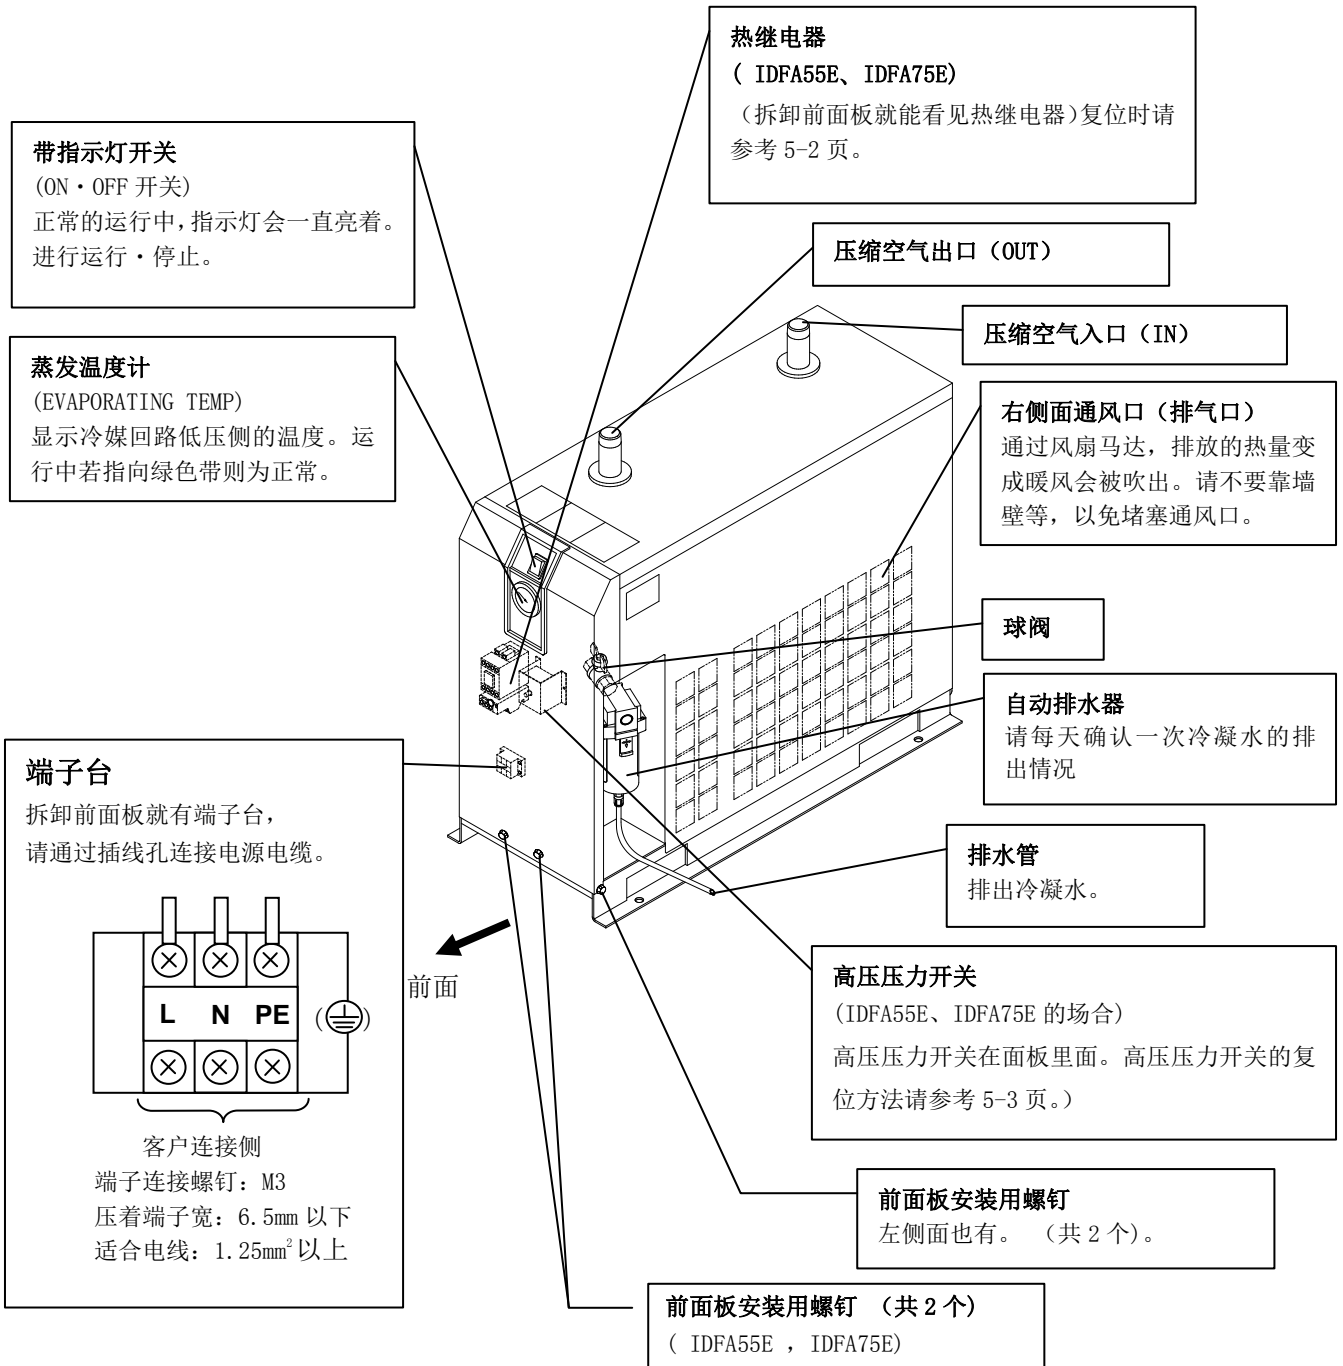 热继电器
( IDFA55E、IDFA75E)
（拆卸前面板就能看见热继电器)复位时请
参考 5-2 页。
带指示灯开关
(ON・OFF 开关)
正常的运行中,指示灯会一直亮着。
进行运行・停止。
压缩空气出口（OUT）
压缩空气入口（IN）
蒸发温度计
(EVAPORATING TEMP)
显示冷媒回路低压侧的温度。运
行中若指向绿色带则为正常。
右侧面通风口（排气口）
通过风扇马达，排放的热量变
成暖风会被吹出。请不要靠墙
壁等，以免堵塞通风口。
球阀
自动排水器
请每天确认一次冷凝水的排
出情况
端子台
拆卸前面板就有端子台，
请通过插线孔连接电源电缆。
L N PE (⏚)
客户连接侧
端子连接螺钉：M3
压着端子宽：6.5mm 以下
适合电线：1.25mm²以上
排水管
排出冷凝水。
前面
高压压力开关
(IDFA55E、IDFA75E 的场合)
高压压力开关在面板里面。高压压力开关的复
位方法请参考 5-3 页。）
前面板安装用螺钉
左侧面也有。 （共 2 个)。
前面板安装用螺钉 （共 2 个)
( IDFA55E , IDFA75E)